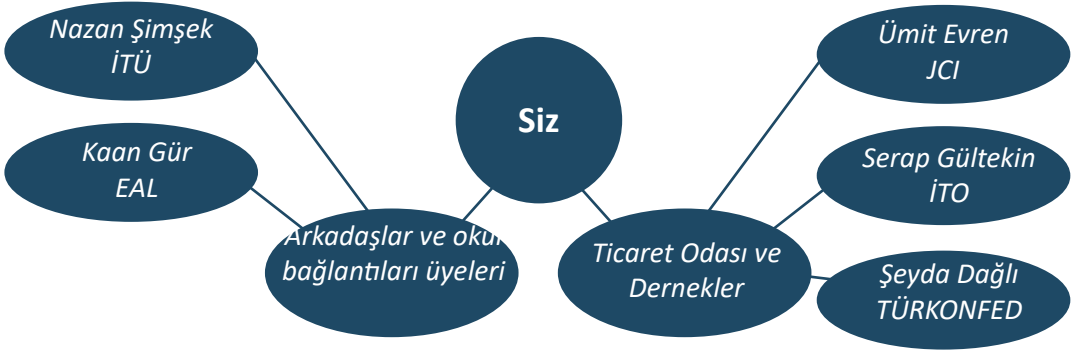 Nazan Şimşek
İTÜ
Kaan Gür
EAL
Arkadaşlar ve okul
bağlantıları üyeleri
Siz
Ticaret Odası ve
Dernekler
Ümit Evren
JCI
Serap Gültekin
İTO
Şeyda Dağlı
TÜRKONFED